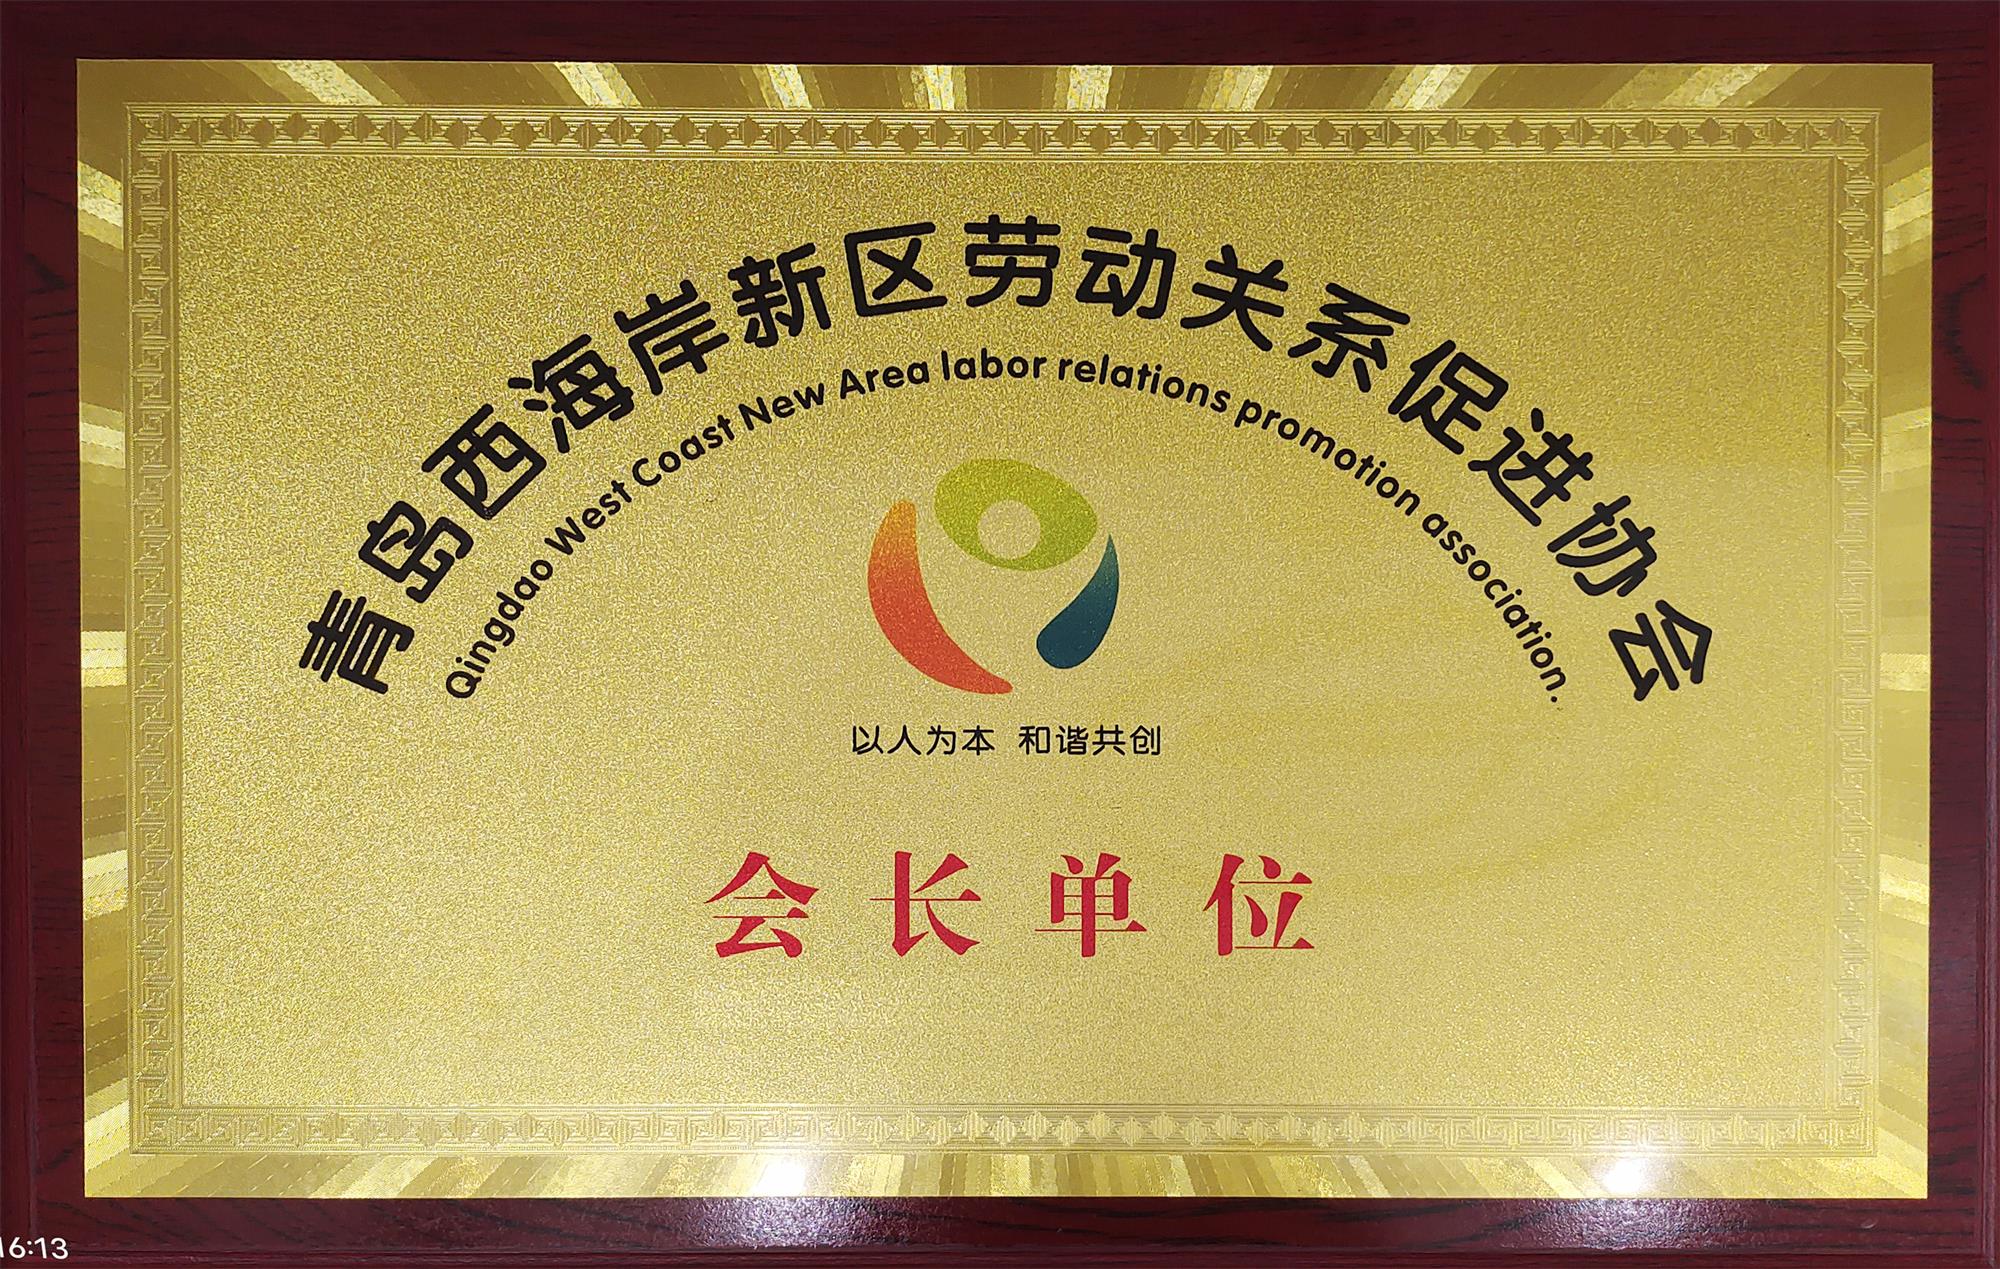 青岛西海岸新区劳动关系促进协会
Qingdao West Coast New Area labor relations promotion association.
以人为本 和谐共创
会长单位
16:13